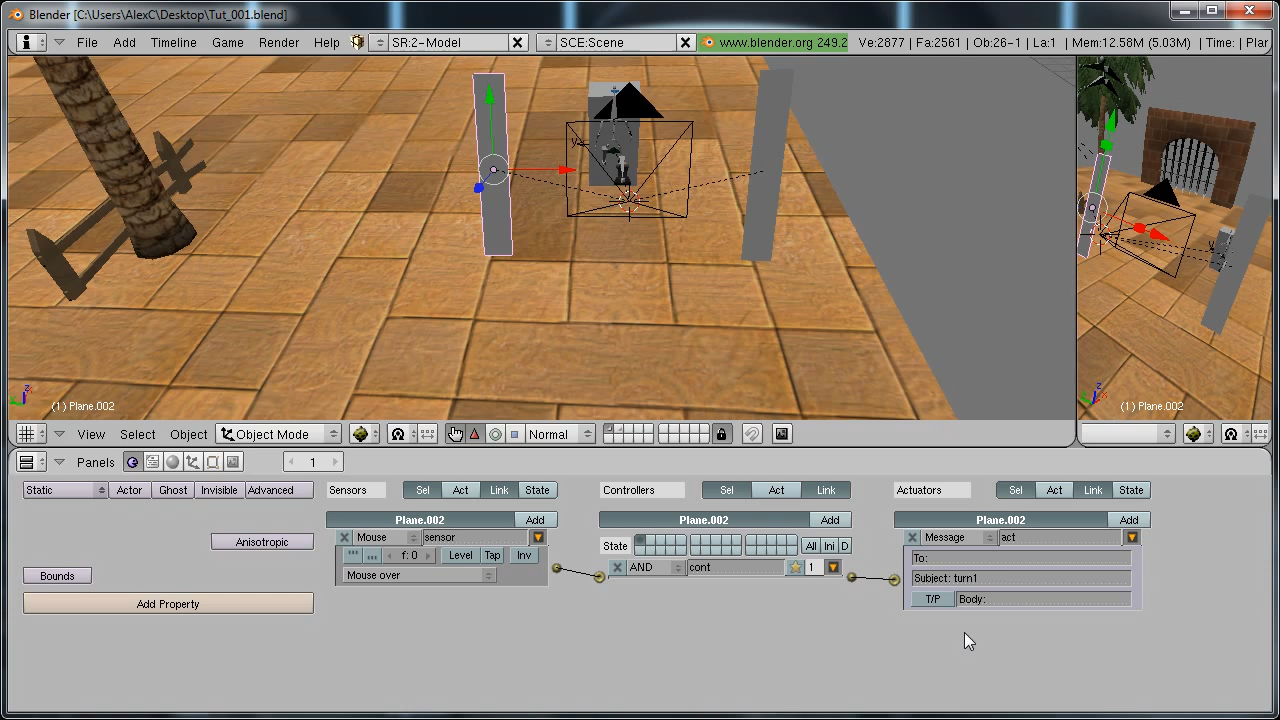 Blender [C:\Users\AlexC\Desktop\Tut_001.blend]
File Add Timeline Game Render Help SR:2-Model SCE:Scene www.blender.org 249.2 Ve:2877 | Fa:2561 | Ob:26-1 | La:1 | Mem:12.58M (5.03M) | Time: | Plar
(1) Plane.002
(1) Plane.002
View Select Object Object Mode Normal
Panels 1
Static Actor Ghost Invisible Advanced Sensors Sel Act Link State Controllers Sel Act Link Actuators Sel Act Link State
Plane.002 Add Plane.002 Add Plane.002 Add
Anisotropic Mouse sensor State All Ini D Message act
f: 0 Level Tap Inv AND cont 1 To:
Bounds Mouse over Subject: turn1
Add Property T/P Body: